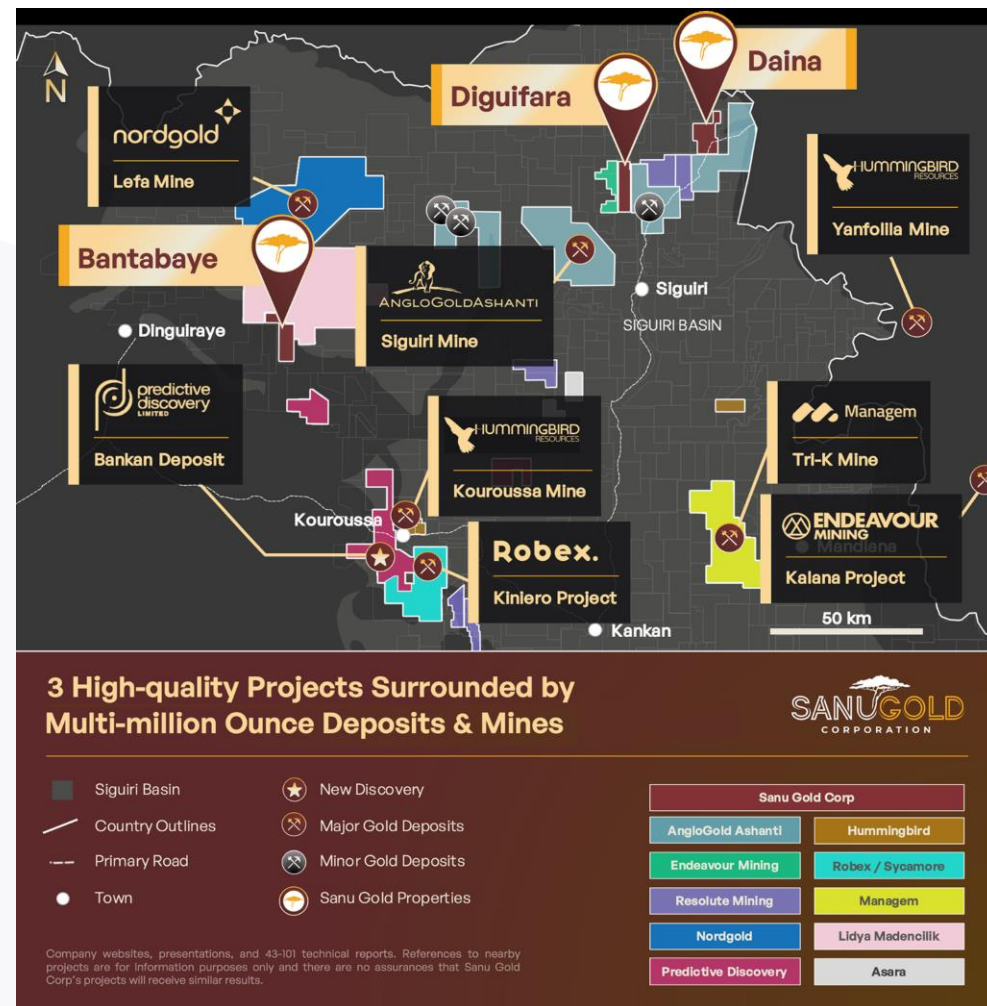 N
nordgold
Lefa Mine
Diguifara
Daina
HUMMINGBIRD
RESOURCES
Yanfolila Mine
Bantabaye
ANGLOGOLDASHANTI
Siguiri Mine
Siguiri
SIGUIRI BASIN
Dinguiraye
predictive
discovery
LIMITED
Bankan Deposit
HUMMINGBIRD
RESOURCES
Kouroussa Mine
Managem
Tri-K Mine
Kouroussa
Robex.
Kiniero Project
ENDEAVOUR
MINING
Mandiana
Kalana Project
Kankan
50 km
3 High-quality Projects Surrounded by
Multi-million Ounce Deposits & Mines
SANUGOLD
CORPORATION
Siguiri Basin
Country Outlines
Primary Road
Town
New Discovery
Major Gold Deposits
Minor Gold Deposits
Sanu Gold Properties
Sanu Gold Corp
AngloGold Ashanti
Hummingbird
Endeavour Mining
Robex / Sycamore
Resolute Mining
Managem
Nordgold
Lidya Madencilik
Predictive Discovery
Asara
Company websites, presentations, and 43-101 technical reports. References to nearby
projects are for information purposes only and there are no assurances that Sanu Gold
Corp's projects will receive similar results.